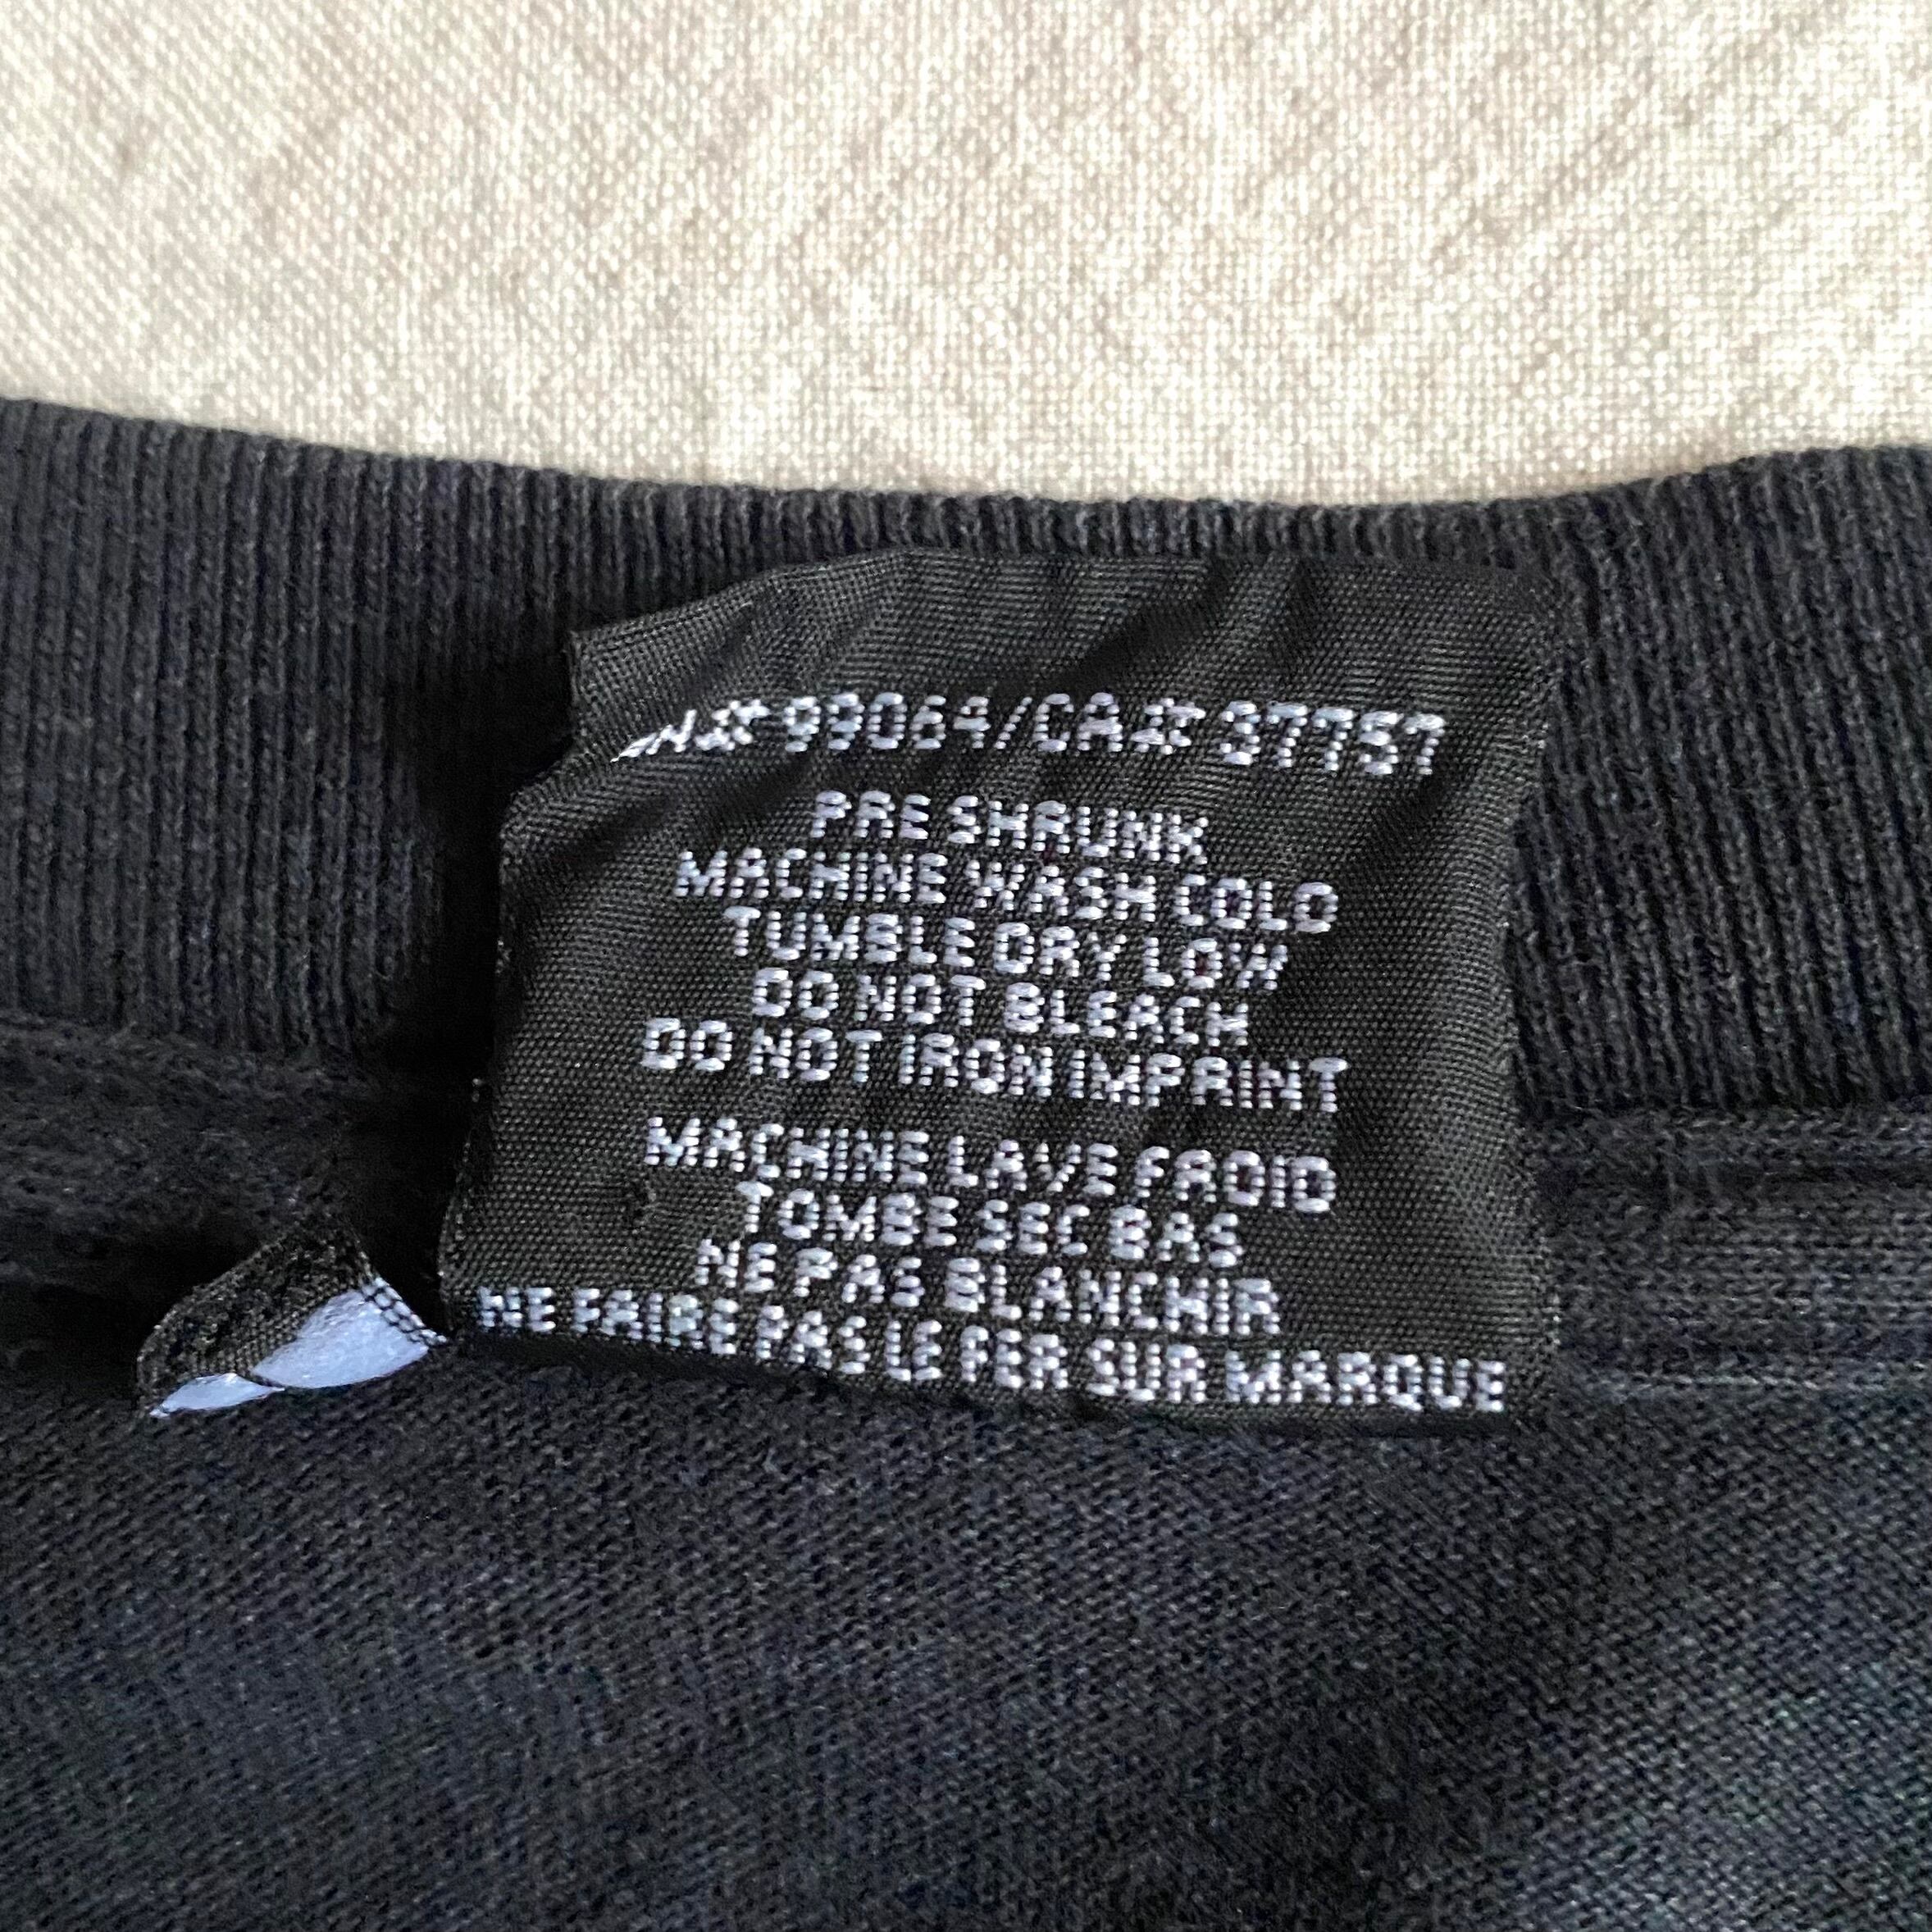 RN# 99064/CA# 37757
PRE SHRUNK
MACHINE WASH COLD
TUMBLE DRY LOW
DO NOT BLEACH
DO NOT IRON IMPRINT
MACHINE LAVE FROID
TOMBE SEC BAS
NE PAS BLANCHIR
NE FAIRE PAS LE FER SUR MARQUE